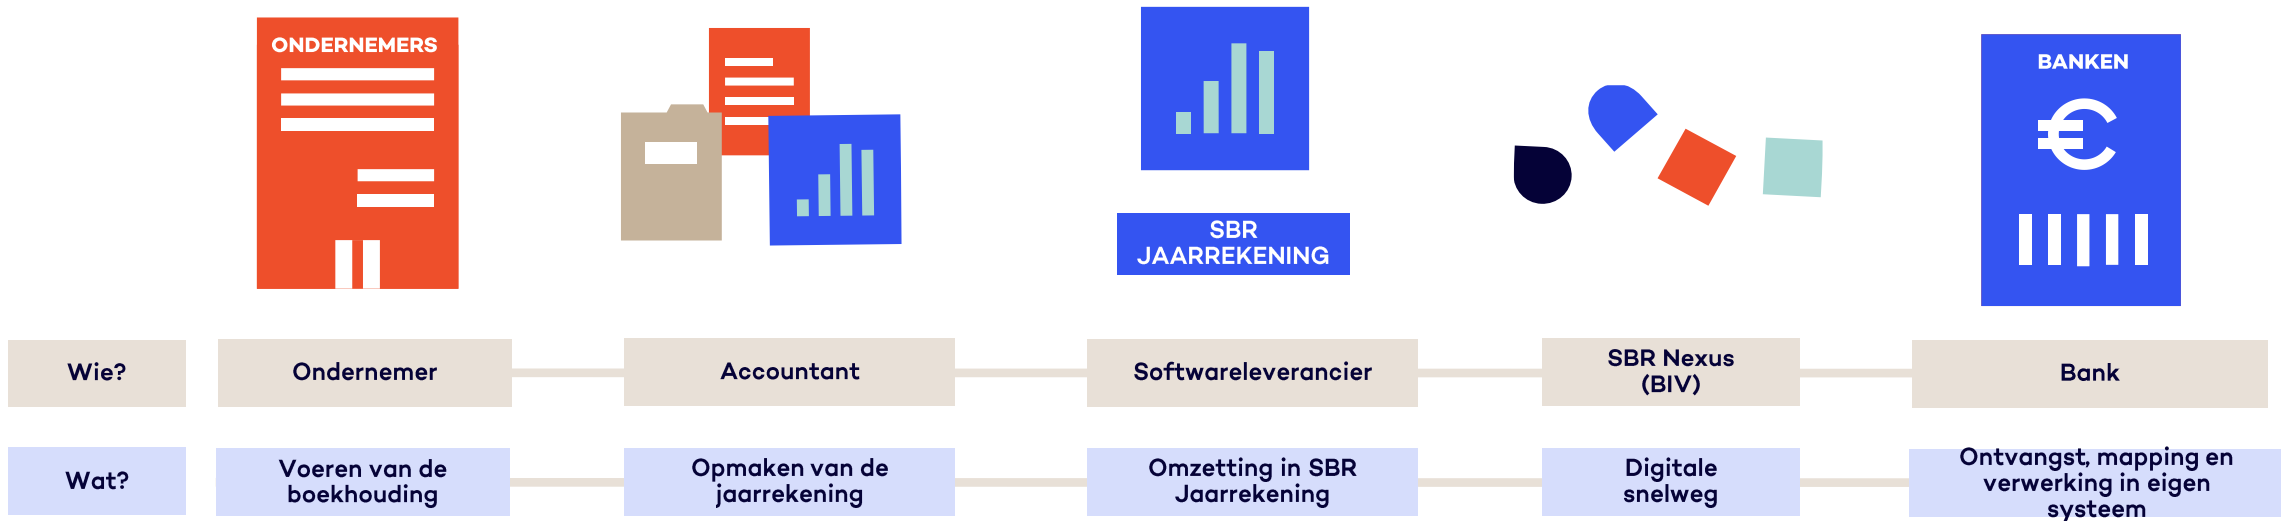 ONDERNEMERS
SBR
JAARREKENING
BANKEN
Wie?
Ondernemer
Accountant
Softwareleverancier
SBR Nexus
(BIV)
Bank
Wat?
Voeren van de
boekhouding
Opmaken van de
jaarrekening
Omzetting in SBR
Jaarrekening
Digitale
snelweg
Ontvangst, mapping en
verwerking in eigen
systeem